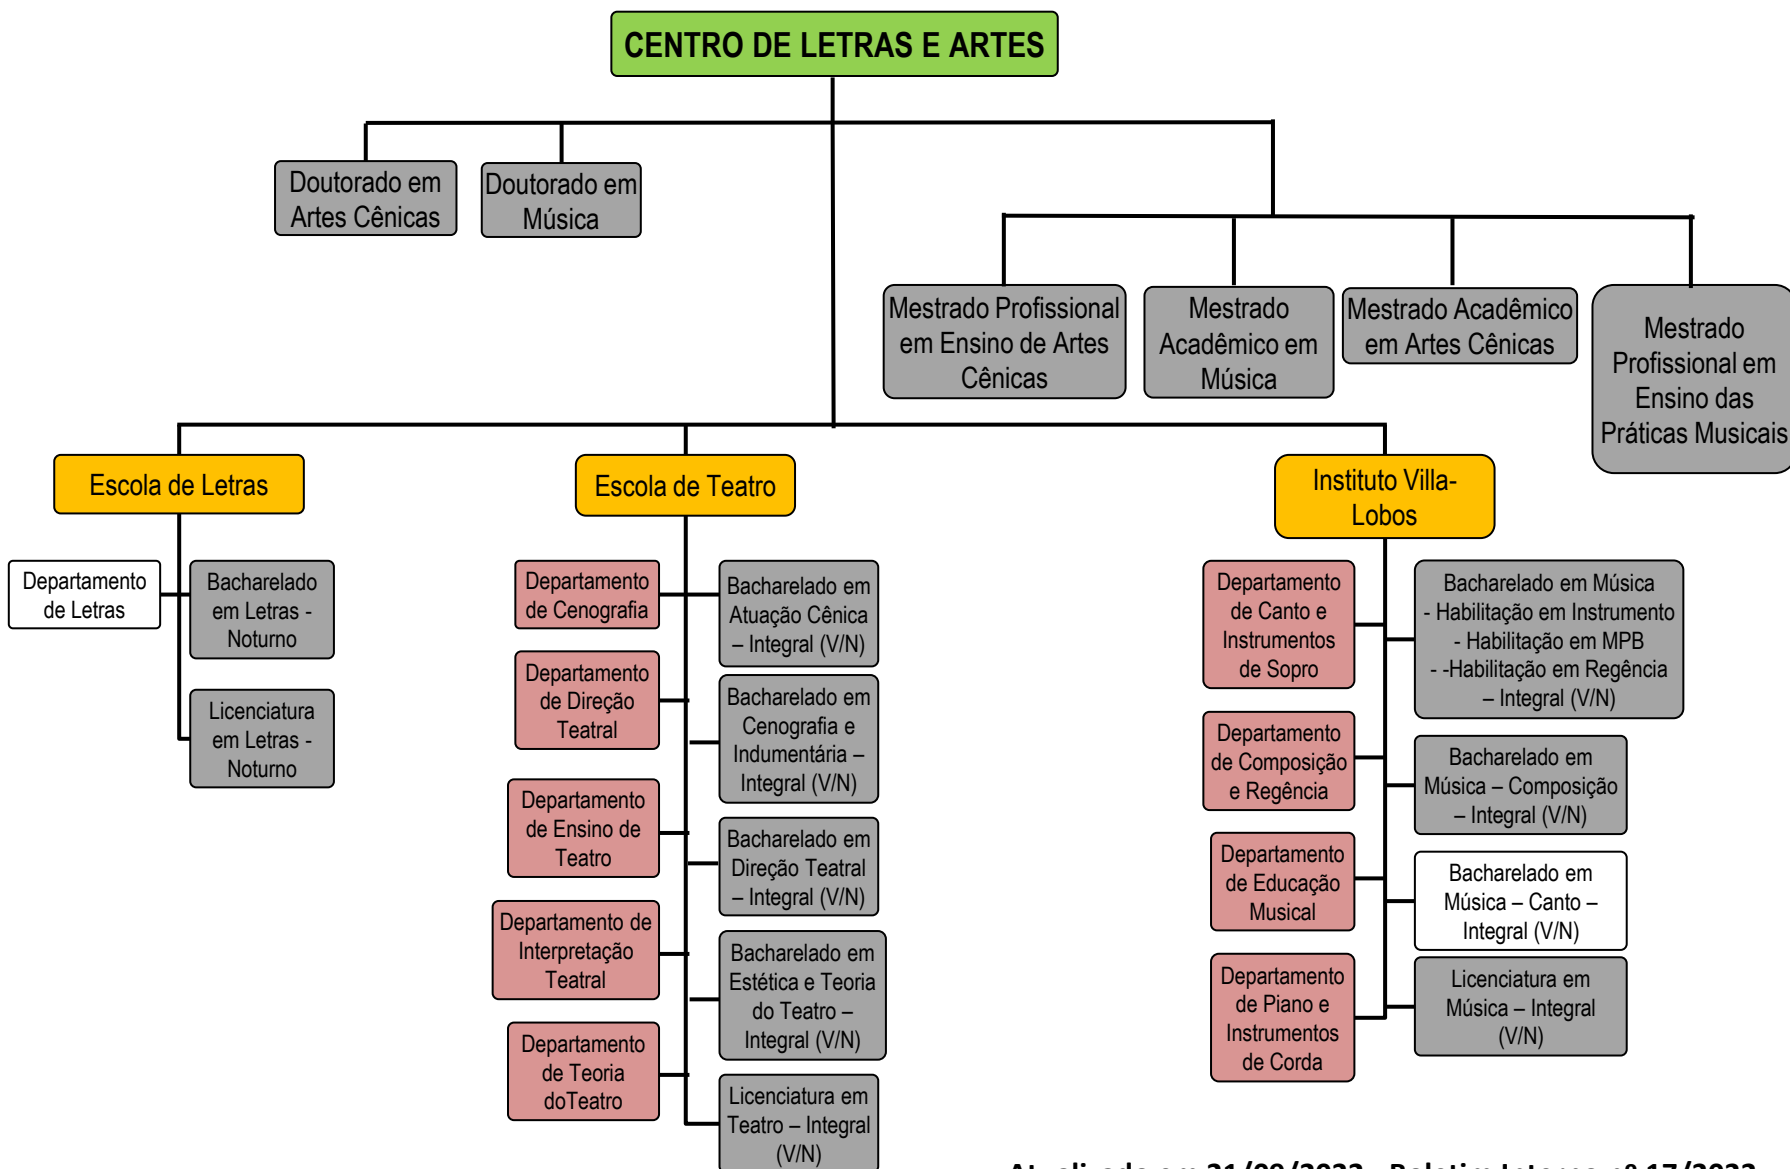 CENTRO DE LETRAS E ARTES
Doutorado em
Artes Cênicas
Doutorado em
Música
Mestrado Profissional
em Ensino de Artes
Cênicas
Mestrado
Acadêmico em
Música
Mestrado Acadêmico
em Artes Cênicas
Mestrado
Profissional em
Ensino das
Práticas Musicais
Escola de Letras
Departamento
de Letras
Bacharelado
em Letras -
Noturno
Licenciatura
em Letras -
Noturno
Escola de Teatro
Departamento
de Cenografia
Departamento
de Direção
Teatral
Departamento
de Ensino de
Teatro
Departamento de
Interpretação
Teatral
Departamento
de Teoria
doTeatro
Bacharelado em
Atuação Cênica
– Integral (V/N)
Bacharelado em
Cenografia e
Indumentária –
Integral (V/N)
Bacharelado em
Direção Teatral
– Integral (V/N)
Bacharelado em
Estética e Teoria
do Teatro –
Integral (V/N)
Licenciatura em
Teatro – Integral
(V/N)
Instituto Villa-
Lobos
Departamento
de Canto e
Instrumentos
de Sopro
Departamento
de Composição
e Regência
Departamento
de Educação
Musical
Departamento
de Piano e
Instrumentos
de Corda
Bacharelado em Música
- Habilitação em Instrumento
- Habilitação em MPB
- -Habilitação em Regência
– Integral (V/N)
Bacharelado em
Música – Composição
– Integral (V/N)
Bacharelado em
Música – Canto –
Integral (V/N)
Licenciatura em
Música – Integral
(V/N)